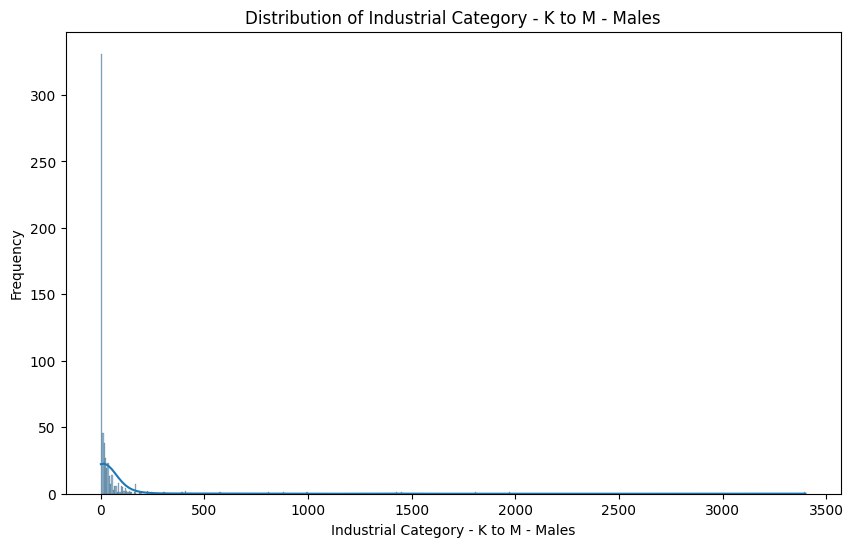 Distribution of Industrial Category - K to M - Males
300
250
200
150
100
50
0
Frequency
0 500 1000 1500 2000 2500 3000 3500
Industrial Category - K to M - Males